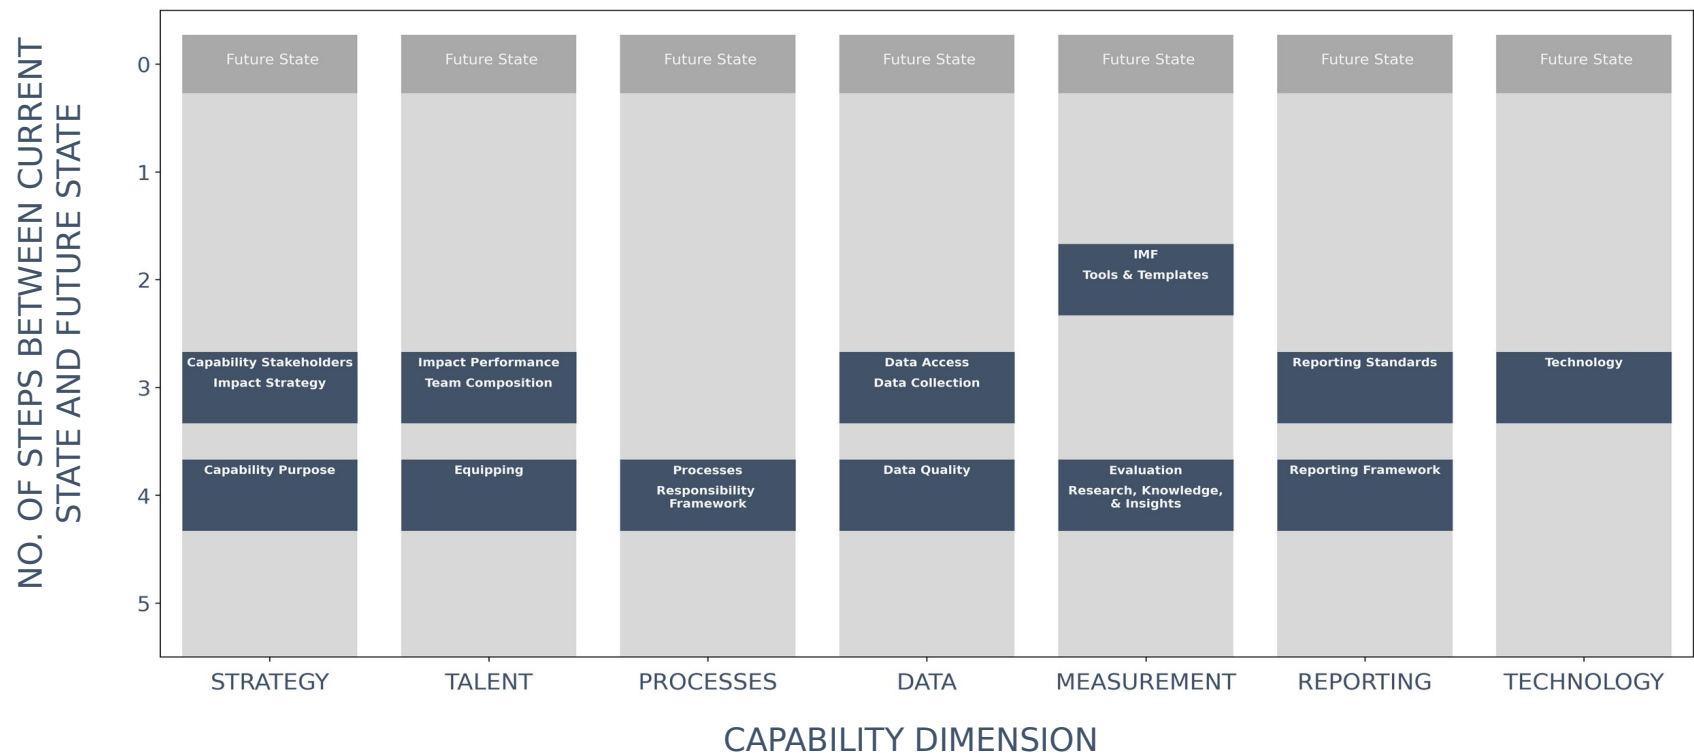 NO. OF STEPS BETWEEN CURRENT
STATE AND FUTURE STATE
0
1
2
3
4
5
Future State
Future State
Future State
Future State
Future State
Future State
Future State
IMF
Tools & Templates
Capability Stakeholders
Impact Strategy
Impact Performance
Team Composition
Data Access
Data Collection
Reporting Standards
Technology
Capability Purpose
Equipping
Processes
Responsibility
Framework
Data Quality
Evaluation
Research, Knowledge,
& Insights
Reporting Framework
STRATEGY
TALENT
PROCESSES
DATA
MEASUREMENT
REPORTING
TECHNOLOGY
CAPABILITY DIMENSION